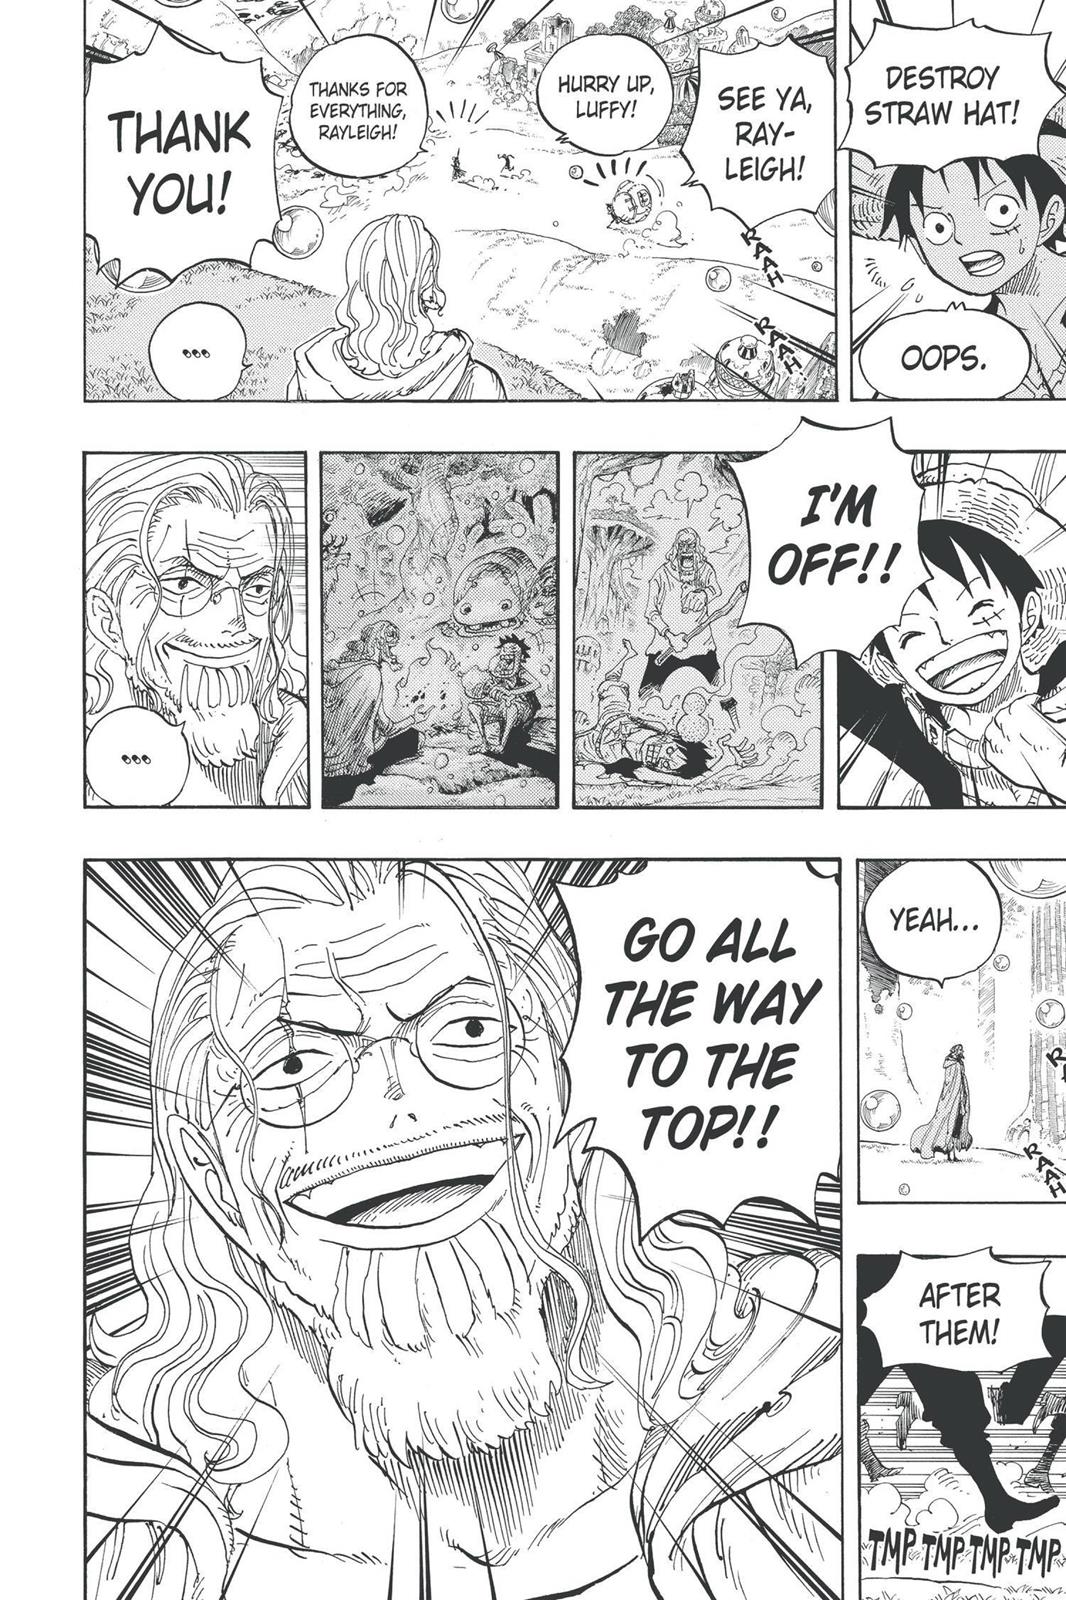 DESTROY
STRAW HAT!
OOPS.
SEE YA,
RAY-
LEIGH!
HURRY UP,
LUFFY!
THANKS FOR
EVERYTHING,
RAYLEIGH!
THANK
YOU!
RAAH
RAAH
...
I'M
OFF!!
...
YEAH...
RAAH
AFTER
THEM!
TMP TMP TMP TMP
GO ALL
THE WAY
TO THE
TOP!!